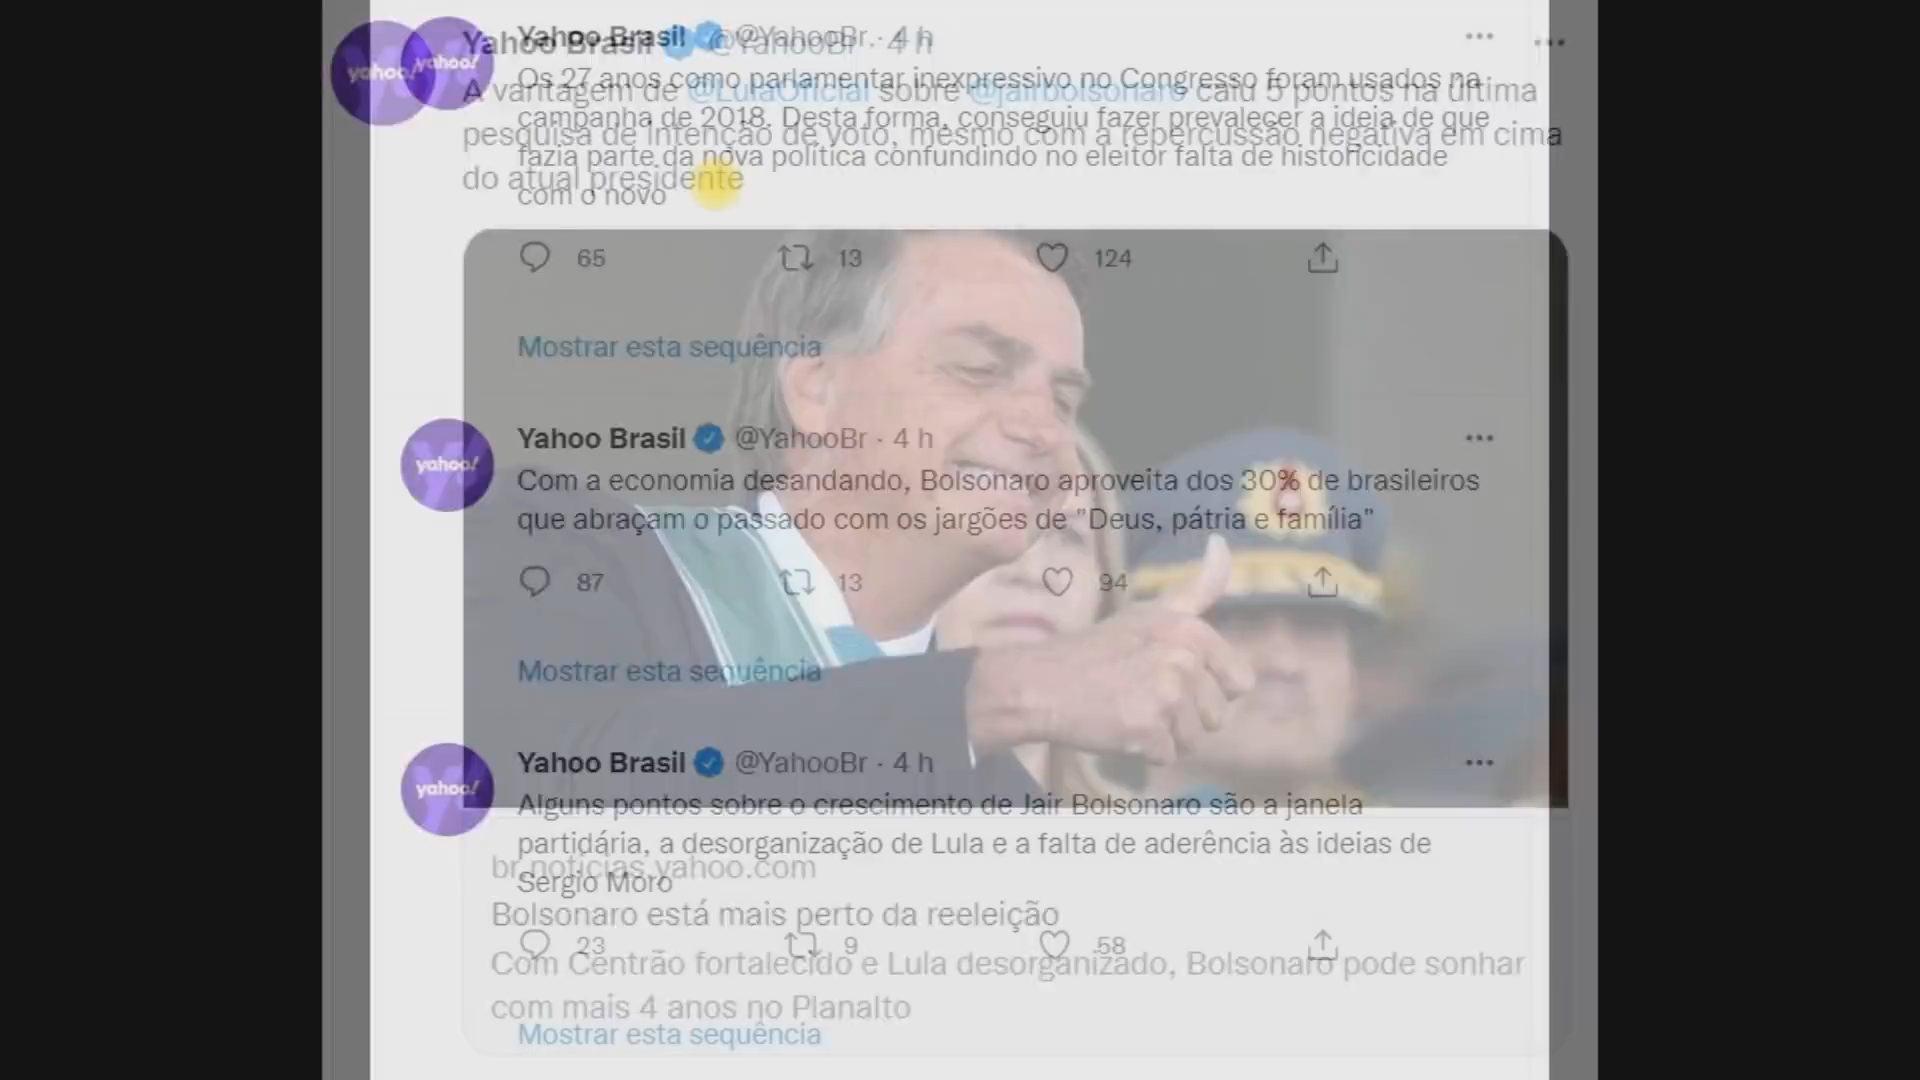 Yahoo Brasil @YahooBr · 4 h
A vantagem de @LulaOficial sobre @jairbolsonaro caiu 5 pontos na última
pesquisa de intenção de voto, mesmo com a repercussão negativa em cima
do atual presidente
br.noticias.yahoo.com
Bolsonaro está mais perto da reeleição
Com Centrão fortalecido e Lula desorganizado, Bolsonaro pode sonhar
com mais 4 anos no Planalto
yahoo!
Yahoo Brasil @YahooBr · 4 h
Os 27 anos como parlamentar inexpressivo no Congresso foram usados na
campanha de 2018. Desta forma, conseguiu fazer prevalecer a ideia de que
fazia parte da nova política confundindo no eleitor falta de historicidade
com o novo
65 13 124
Mostrar esta sequência
yahoo!
Yahoo Brasil @YahooBr · 4 h
Com a economia desandando, Bolsonaro aproveita dos 30% de brasileiros
que abraçam o passado com os jargões de "Deus, pátria e família"
87 13 94
Mostrar esta sequência
yahoo!
Yahoo Brasil @YahooBr · 4 h
Alguns pontos sobre o crescimento de Jair Bolsonaro são a janela
partidária, a desorganização de Lula e a falta de aderência às ideias de
Sergio Moro
23 9 58
Mostrar esta sequência
yahoo!